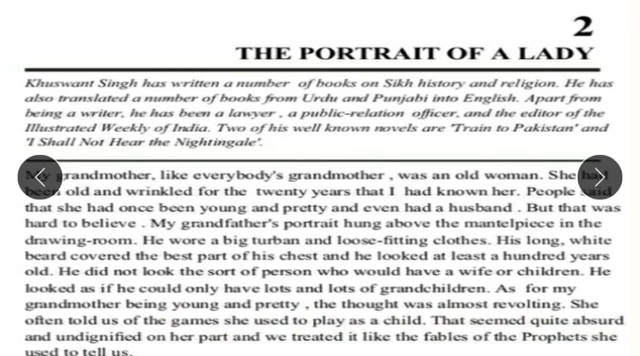 2
THE PORTRAIT OF A LADY
Khuswant Singh has written a number of books on Sikh history and religion. He has
also translated a number of books from Urdu and Punjabi into English. Apart from
being a writer, he has been a lawyer , a public-relation officer, and the editor of the
Illustrated Weekly of India. Two of his well known novels are 'Train to Pakistan' and
'I Shall Not Hear the Nightingale'.
My grandmother, like everybody's grandmother , was an old woman. She had
been old and wrinkled for the twenty years that I had known her. People said
that she had once been young and pretty and even had a husband . But that was
hard to believe . My grandfather's portrait hung above the mantelpiece in the
drawing-room. He wore a big turban and loose-fitting clothes. His long, white
beard covered the best part of his chest and he looked at least a hundred years
old. He did not look the sort of person who would have a wife or children. He
looked as if he could only have lots and lots of grandchildren. As for my
grandmother being young and pretty , the thought was almost revolting. She
often told us of the games she used to play as a child. That seemed quite absurd
and undignified on her part and we treated it like the fables of the Prophets she
used to tell us.